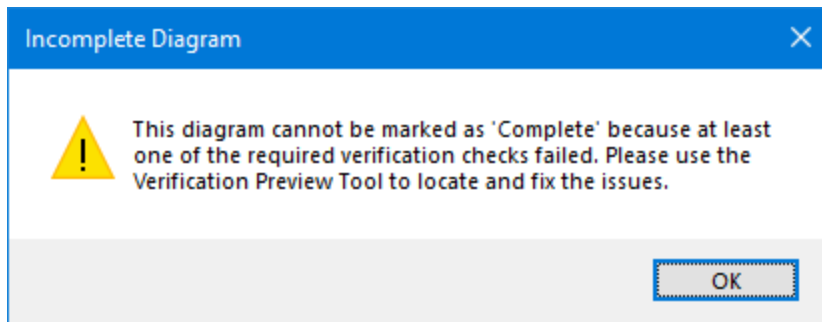 Incomplete Diagram
This diagram cannot be marked as 'Complete' because at least
one of the required verification checks failed. Please use the
Verification Preview Tool to locate and fix the issues.
OK